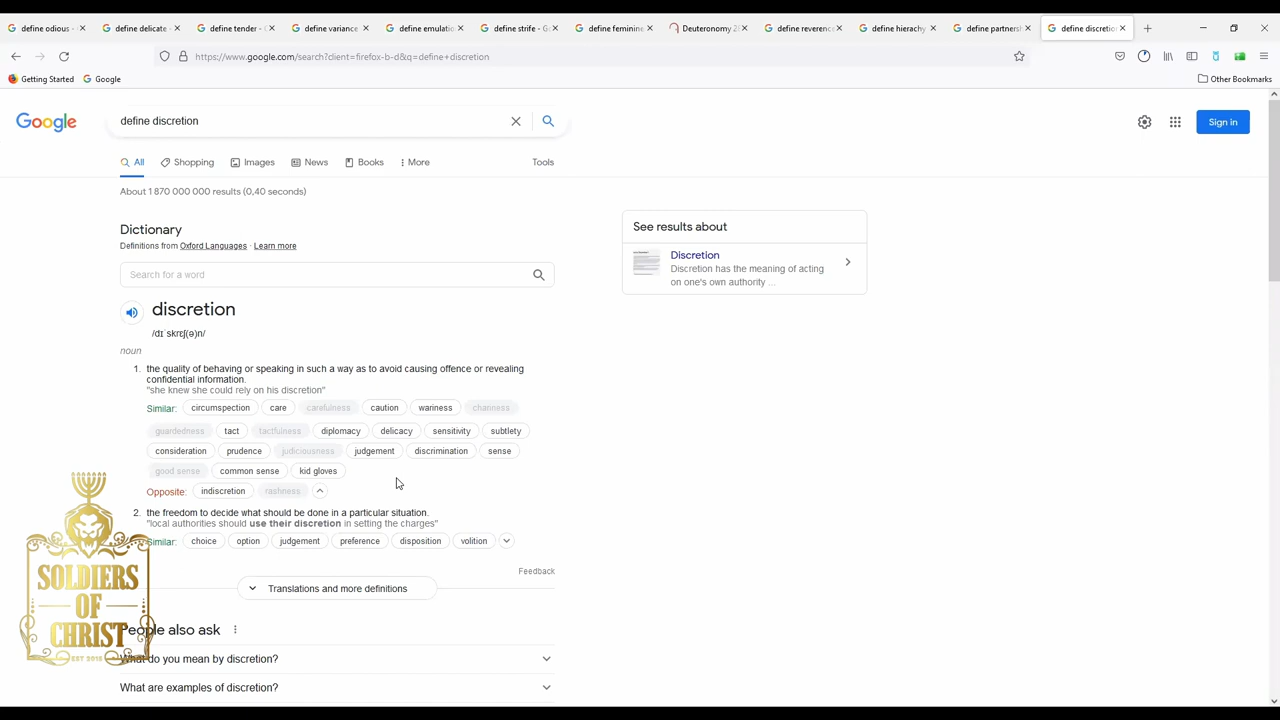 define odious
define delicate
define tender
define variance
define emulatio
define strife - Go
define feminine
Deuteronomy 28
define reverence
define hierarchy
define partnersh
define discretio
https://www.google.com/search?client=firefox-b-d&q=define+discretion
Getting Started
Google
Other Bookmarks
Google
define discretion
Sign in
All
Shopping
Images
News
Books
More
Tools
About 1 870 000 000 results (0,40 seconds)
Dictionary
Definitions from Oxford Languages · Learn more
Search for a word
discretion
/dɪˈskrɛʃ(ə)n/
noun
1. the quality of behaving or speaking in such a way as to avoid causing offence or revealing
confidential information.
"she knew she could rely on his discretion"
Similar: circumspection care carefulness caution wariness chariness
guardedness tact tactfulness diplomacy delicacy sensitivity subtlety
consideration prudence judiciousness judgement discrimination sense
good sense common sense kid gloves
Opposite: indiscretion rashness
2. the freedom to decide what should be done in a particular situation.
"local authorities should use their discretion in setting the charges"
Similar: choice option judgement preference disposition volition
Feedback
Translations and more definitions
People also ask
What do you mean by discretion?
What are examples of discretion?
See results about
Discretion
Discretion has the meaning of acting
on one's own authority ...
SOLDIERS
OF
CHRIST